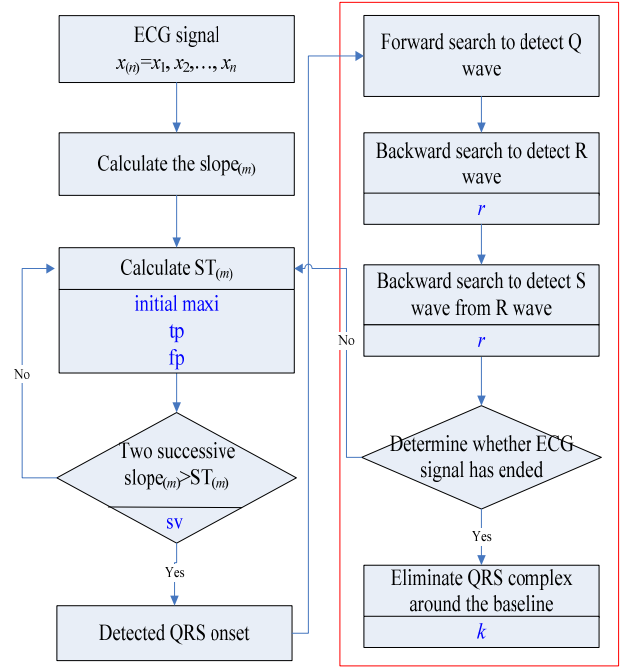 ECG signal
x(n)=x1, x2,…, xn
Calculate the slope(m)
Calculate ST(m)
initial maxi
tp
fp
No
Two successive
slope(m)>ST(m)
sv
Yes
Detected QRS onset
Forward search to detect Q
wave
Backward search to detect R
wave
r
Backward search to detect S
wave from R wave
r
No
Determine whether ECG
signal has ended
Yes
Eliminate QRS complex
around the baseline
k